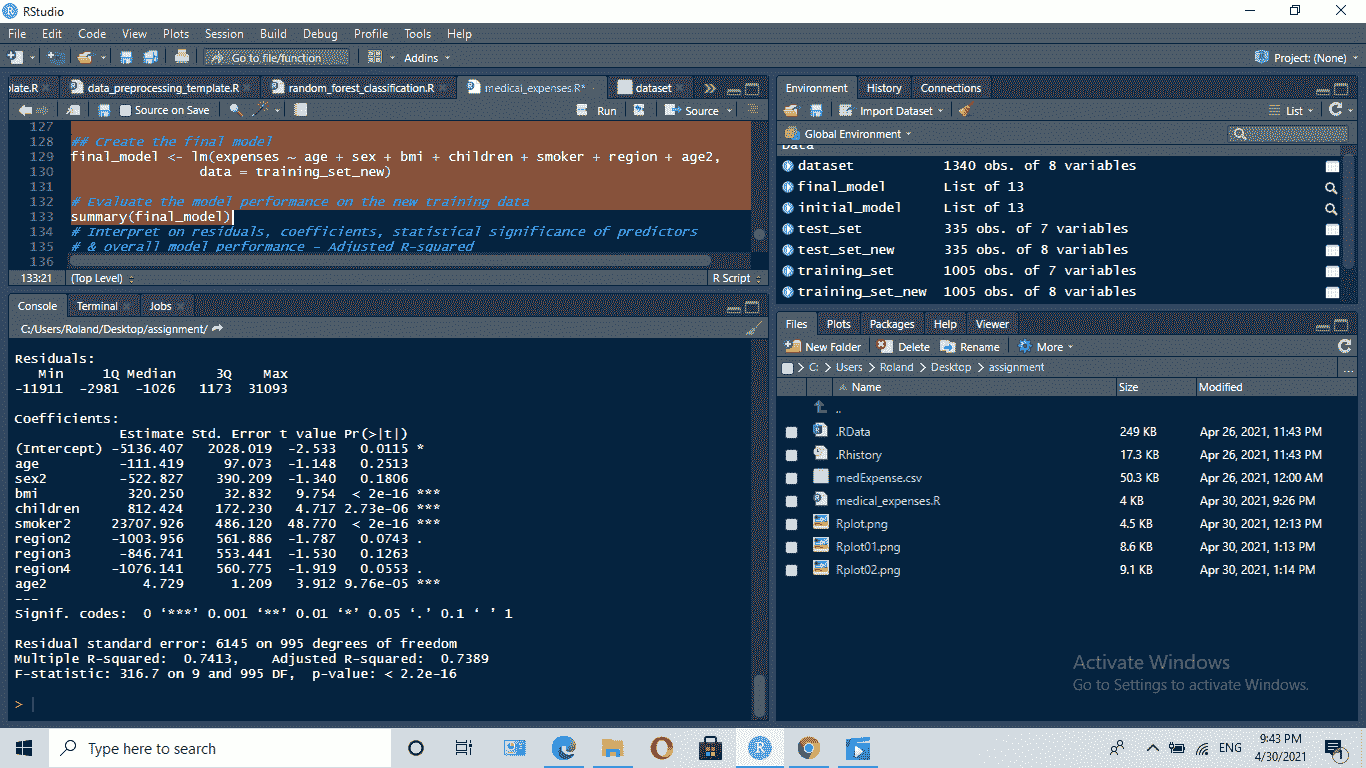 RStudio
File Edit Code View Plots Session Build Debug Profile Tools Help
Go to file/function Addins Project: (None)
late.R data_preprocessing_template.R random_forest_classification.R medical_expenses.R* dataset
Source on Save Run Source
127
128 ## Create the final model
129 final_model <- lm(expenses ~ age + sex + bmi + children + smoker + region + age2,
130 data = training_set_new)
131
132 # Evaluate the model performance on the new training data
133 summary(final_model)
134 # Interpret on residuals, coefficients, statistical significance of predictors
135 # & overall model performance - Adjusted R-squared
136
133:21 (Top Level) R Script
Console Terminal Jobs
C:/Users/Roland/Desktop/assignment/
Residuals:
Min 1Q Median 3Q Max
-11911 -2981 -1026 1173 31093
Coefficients:
Estimate Std. Error t value Pr(>|t|)
(Intercept) -5136.407 2028.019 -2.533 0.0115 *
age -111.419 97.073 -1.148 0.2513
sex2 -522.827 390.209 -1.340 0.1806
bmi 320.250 32.832 9.754 < 2e-16 ***
children 812.424 172.230 4.717 2.73e-06 ***
smoker2 23707.926 486.120 48.770 < 2e-16 ***
region2 -1003.956 561.886 -1.787 0.0743 .
region3 -846.741 553.441 -1.530 0.1263
region4 -1076.141 560.775 -1.919 0.0553 .
age2 4.729 1.209 3.912 9.76e-05 ***
---
Signif. codes: 0 ‘***’ 0.001 ‘**’ 0.01 ‘*’ 0.05 ‘.’ 0.1 ‘ ’ 1
Residual standard error: 6145 on 995 degrees of freedom
Multiple R-squared: 0.7413, Adjusted R-squared: 0.7389
F-statistic: 316.7 on 9 and 995 DF, p-value: < 2.2e-16
>
Environment History Connections
Import Dataset List
Global Environment
Data
dataset 1340 obs. of 8 variables
final_model List of 13
initial_model List of 13
test_set 335 obs. of 7 variables
test_set_new 335 obs. of 8 variables
training_set 1005 obs. of 7 variables
training_set_new 1005 obs. of 8 variables
Files Plots Packages Help Viewer
New Folder Delete Rename More
C: > Users > Roland > Desktop > assignment ...
Name Size Modified
..
.RData 249 KB Apr 26, 2021, 11:43 PM
.Rhistory 17.3 KB Apr 26, 2021, 11:43 PM
medExpense.csv 50.3 KB Apr 26, 2021, 12:00 AM
medical_expenses.R 4 KB Apr 30, 2021, 9:26 PM
Rplot.png 4.5 KB Apr 30, 2021, 12:13 PM
Rplot01.png 8.6 KB Apr 30, 2021, 1:13 PM
Rplot02.png 9.1 KB Apr 30, 2021, 1:14 PM
Activate Windows
Go to Settings to activate Windows.
Type here to search
ENG
9:43 PM
4/30/2021
1